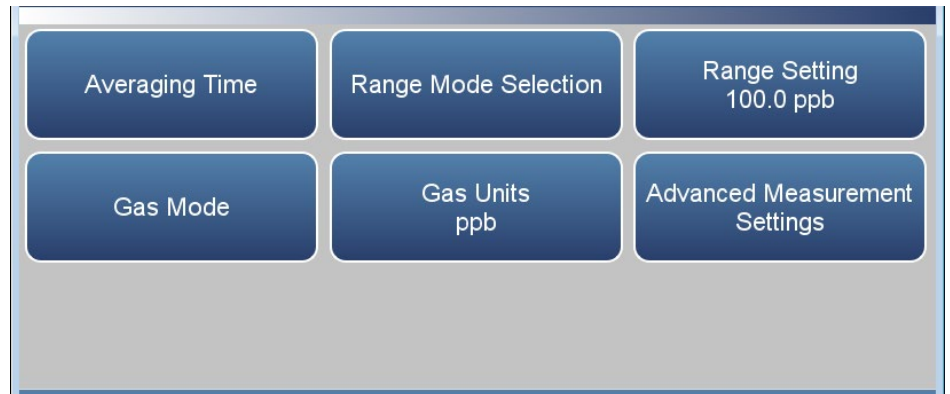 Averaging Time
Range Mode Selection
Range Setting
100.0 ppb
Gas Mode
Gas Units
ppb
Advanced Measurement
Settings